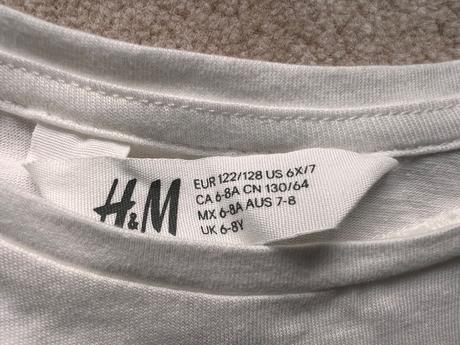 H&M
EUR 122/128 US 6X/7
CA 6-8A CN 130/64
MX 6-8A AUS 7-8
UK 6-8Y